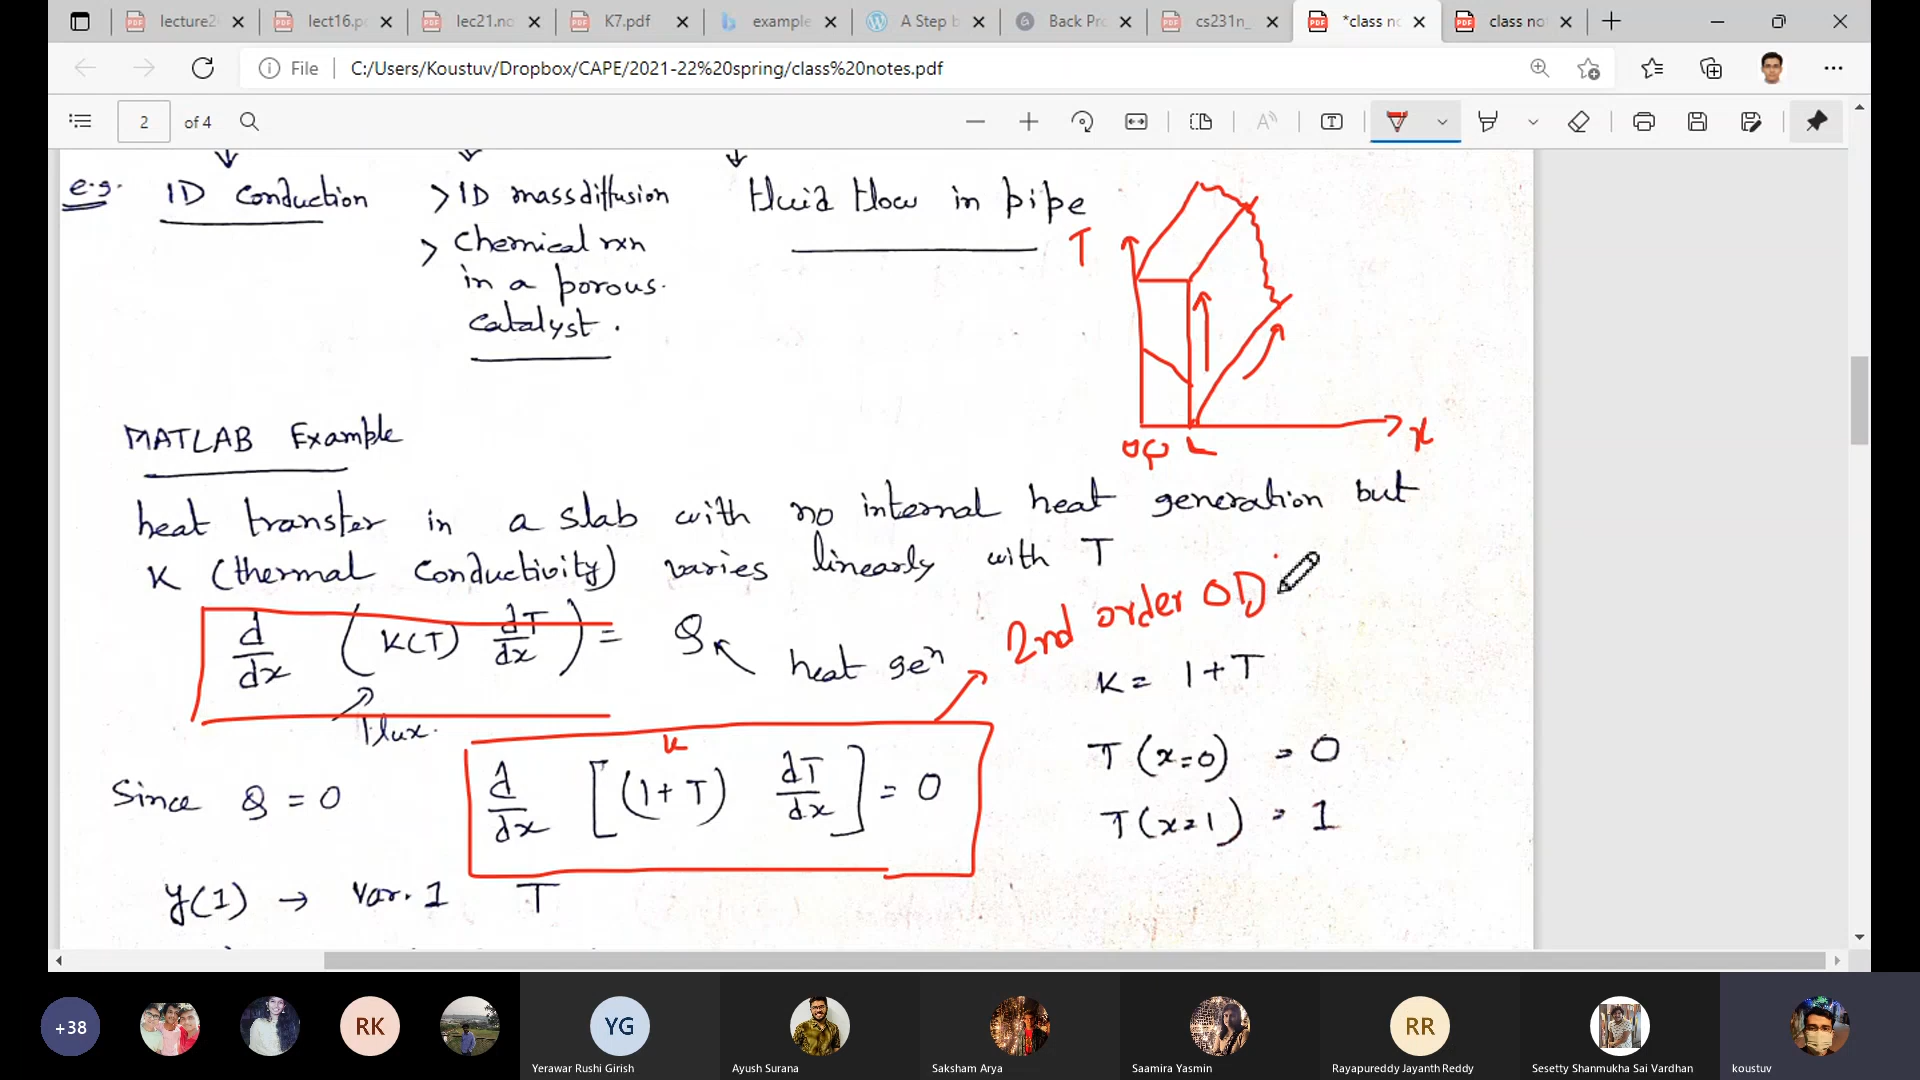 lecture2 lect16.p lec21.no K7.pdf example A Step b Back Pro cs231n_ *class no class no
File C:/Users/Koustuv/Dropbox/CAPE/2021-22%20spring/class%20notes.pdf
2 of 4
e.g. 1D Conduction > 1D mass diffusion fluid flow in pipe
> Chemical rxn
in a porous.
catalyst.
T
0 L x
MATLAB Example
heat transfer in a slab with no internal heat generation but
K (thermal Conductivity) varies linearly with T
d/dx (K(T) dT/dx) = Q heat gen
2nd order OD
flux.
K = 1+T
K
Since Q = 0 d/dx [(1+T) dT/dx] = 0
T(x=0) = 0
T(x=1) = 1
y(1) → Var. 1 T
+38 RK YG RR
Yerawar Rushi Girish Ayush Surana Saksham Arya Saamira Yasmin Rayapureddy Jayanth Reddy Sesetty Shanmukha Sai Vardhan koustuv